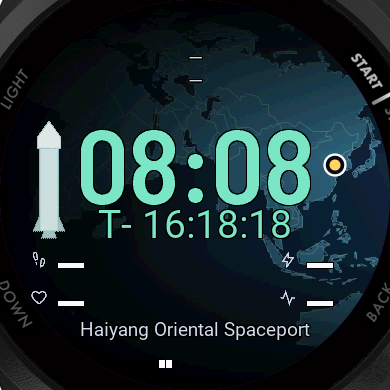 LIGHT
START
08:08
T- 16:18:18
DOWN
BACK
Haiyang Oriental Spaceport